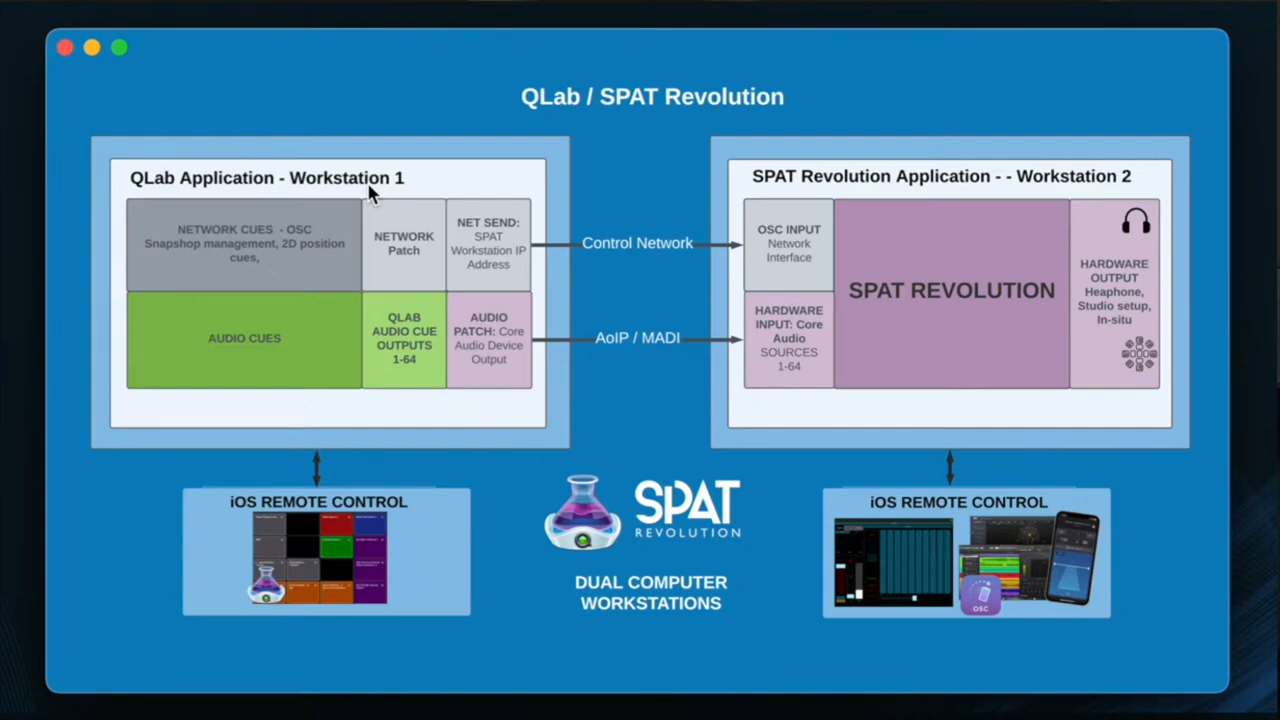 QLab / SPAT Revolution
QLab Application - Workstation 1
NETWORK CUES - OSC
Snapshop management, 2D position
cues,
NETWORK
Patch
NET SEND:
SPAT
Workstation IP
Address
AUDIO CUES
QLAB
AUDIO CUE
OUTPUTS
1-64
AUDIO
PATCH: Core
Audio Device
Output
Control Network
AoIP / MADI
SPAT Revolution Application - - Workstation 2
OSC INPUT
Network
Interface
HARDWARE
INPUT: Core
Audio
SOURCES
1-64
SPAT REVOLUTION
HARDWARE
OUTPUT
Heaphone,
Studio setup,
In-situ
iOS REMOTE CONTROL
SPAT
REVOLUTION
DUAL COMPUTER
WORKSTATIONS
iOS REMOTE CONTROL
OSC